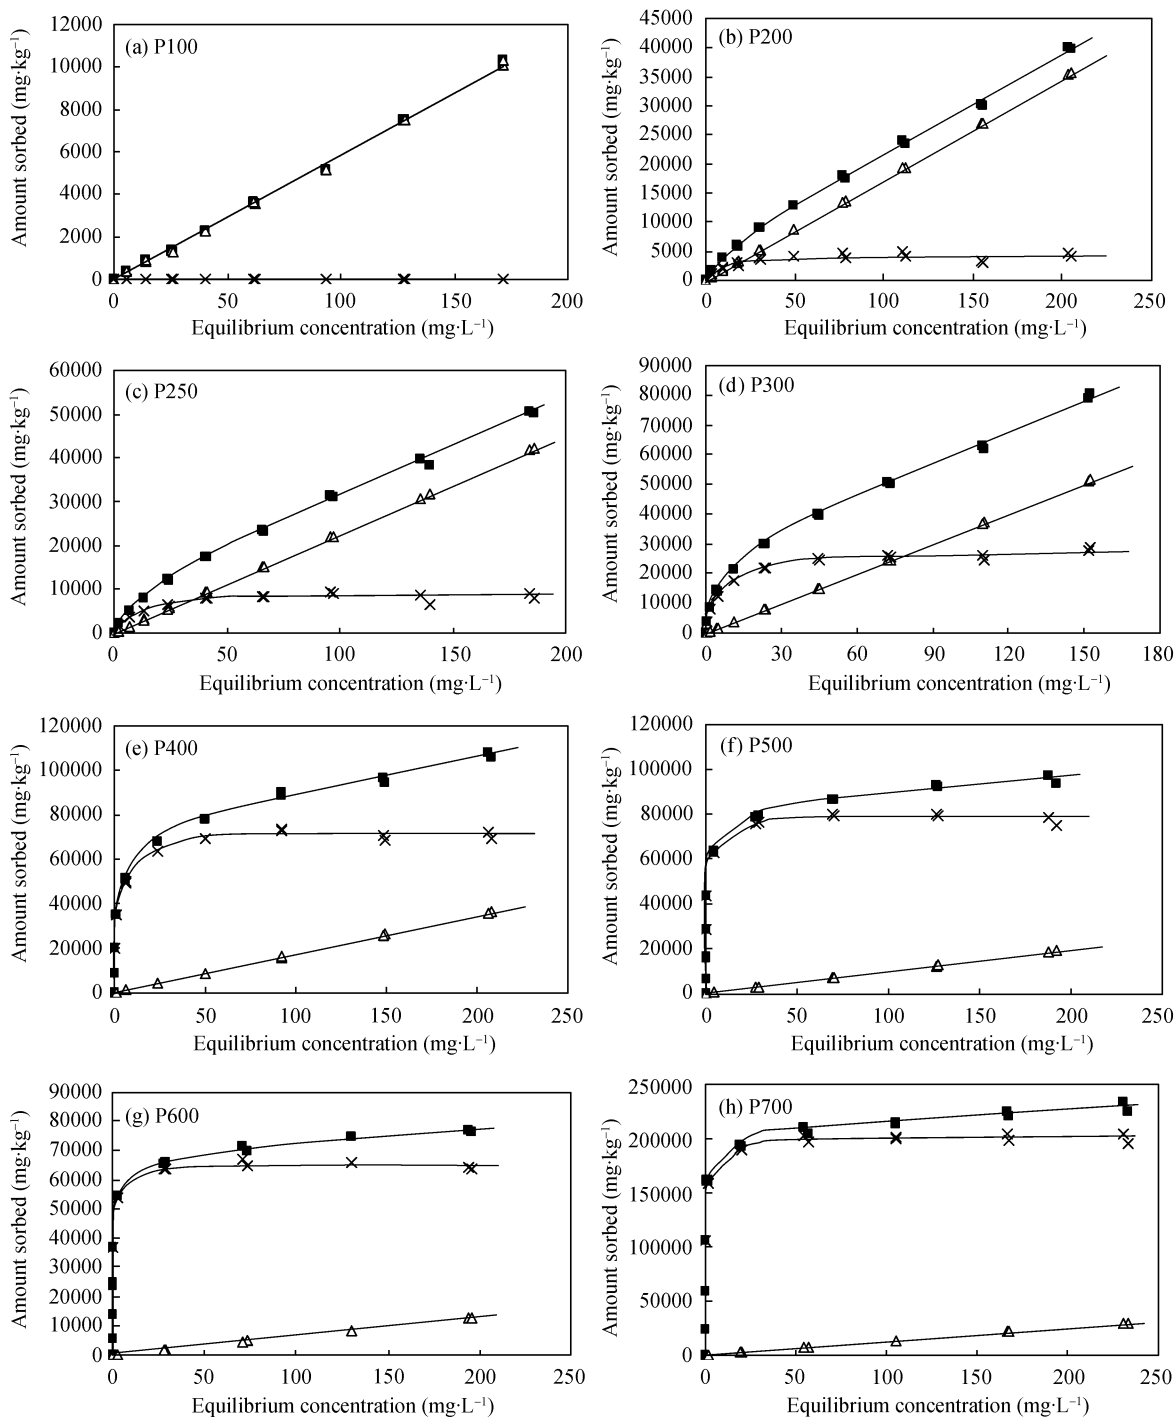 (a) P100
Amount sorbed (mg·kg⁻¹)
12000
10000
8000
6000
4000
2000
0
0 50 100 150 200
Equilibrium concentration (mg·L⁻¹)
(b) P200
Amount sorbed (mg·kg⁻¹)
45000
40000
35000
30000
25000
20000
15000
10000
5000
0
0 50 100 150 200 250
Equilibrium concentration (mg·L⁻¹)
(c) P250
Amount sorbed (mg·kg⁻¹)
60000
50000
40000
30000
20000
10000
0
0 50 100 150 200
Equilibrium concentration (mg·L⁻¹)
(d) P300
Amount sorbed (mg·kg⁻¹)
90000
80000
70000
60000
50000
40000
30000
20000
10000
0
0 30 60 90 120 150 180
Equilibrium concentration (mg·L⁻¹)
(e) P400
Amount sorbed (mg·kg⁻¹)
120000
100000
80000
60000
40000
20000
0
0 50 100 150 200 250
Equilibrium concentration (mg·L⁻¹)
(f) P500
Amount sorbed (mg·kg⁻¹)
120000
100000
80000
60000
40000
20000
0
0 50 100 150 200 250
Equilibrium concentration (mg·L⁻¹)
(g) P600
Amount sorbed (mg·kg⁻¹)
90000
80000
70000
60000
50000
40000
30000
20000
10000
0
0 50 100 150 200 250
Equilibrium concentration (mg·L⁻¹)
(h) P700
Amount sorbed (mg·kg⁻¹)
250000
200000
150000
100000
50000
0
0 50 100 150 200 250
Equilibrium concentration (mg·L⁻¹)